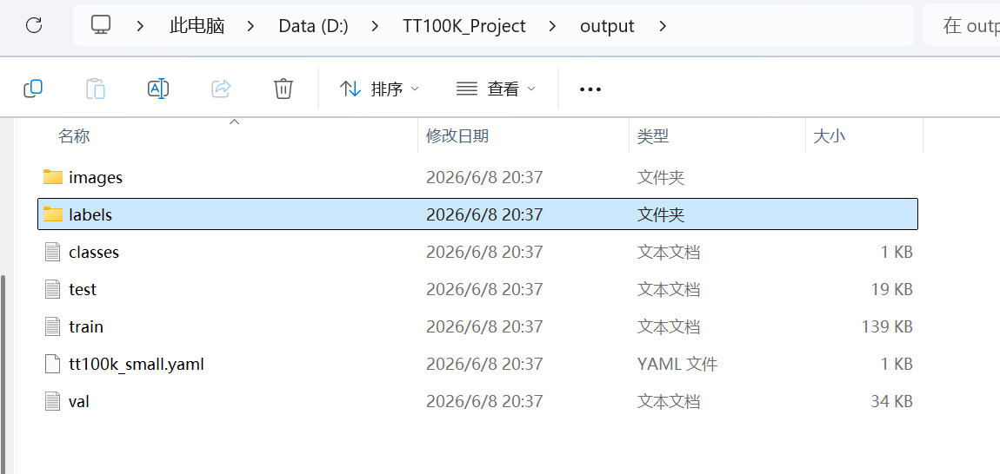 此电脑 > Data (D:) > TT100K_Project > output > 在 outp
排序 查看
名称 修改日期 类型 大小
images 2026/6/8 20:37 文件夹
labels 2026/6/8 20:37 文件夹
classes 2026/6/8 20:37 文本文档 1 KB
test 2026/6/8 20:37 文本文档 19 KB
train 2026/6/8 20:37 文本文档 139 KB
tt100k_small.yaml 2026/6/8 20:37 YAML 文件 1 KB
val 2026/6/8 20:37 文本文档 34 KB